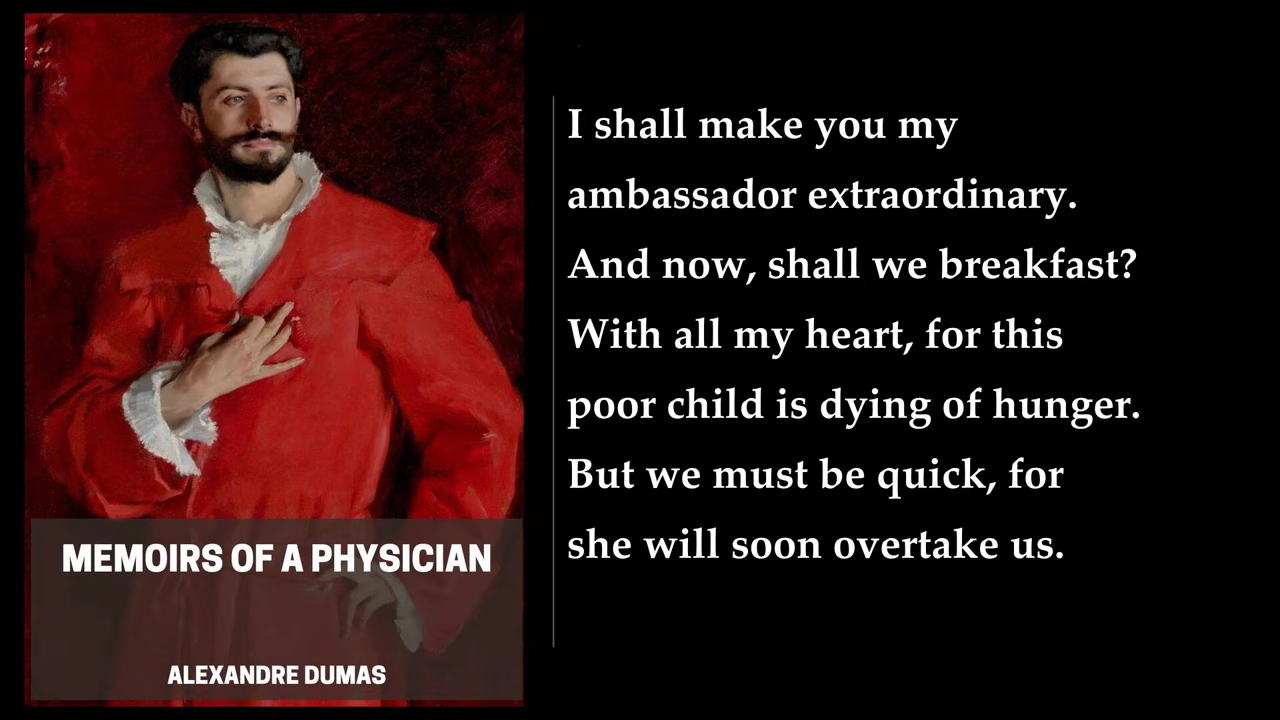 MEMOIRS OF A PHYSICIAN
ALEXANDRE DUMAS
I shall make you my
ambassador extraordinary.
And now, shall we breakfast?
With all my heart, for this
poor child is dying of hunger.
But we must be quick, for
she will soon overtake us.